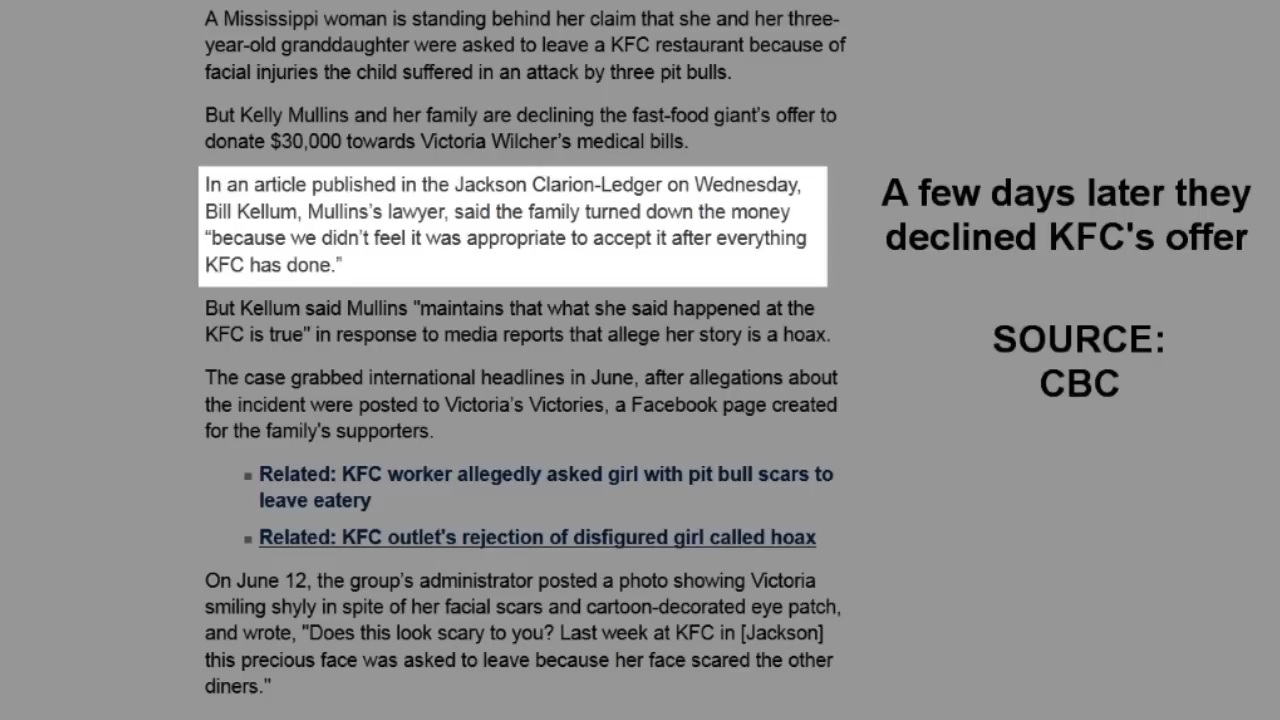 A Mississippi woman is standing behind her claim that she and her three-
year-old granddaughter were asked to leave a KFC restaurant because of
facial injuries the child suffered in an attack by three pit bulls.
But Kelly Mullins and her family are declining the fast-food giant's offer to
donate $30,000 towards Victoria Wilcher's medical bills.
In an article published in the Jackson Clarion-Ledger on Wednesday,
Bill Kellum, Mullins's lawyer, said the family turned down the money
“because we didn't feel it was appropriate to accept it after everything
KFC has done.”
But Kellum said Mullins "maintains that what she said happened at the
KFC is true" in response to media reports that allege her story is a hoax.
The case grabbed international headlines in June, after allegations about
the incident were posted to Victoria's Victories, a Facebook page created
for the family's supporters.
Related: KFC worker allegedly asked girl with pit bull scars to
leave eatery
Related: KFC outlet's rejection of disfigured girl called hoax
On June 12, the group's administrator posted a photo showing Victoria
smiling shyly in spite of her facial scars and cartoon-decorated eye patch,
and wrote, "Does this look scary to you? Last week at KFC in [Jackson]
this precious face was asked to leave because her face scared the other
diners."
A few days later they
declined KFC's offer
SOURCE:
CBC